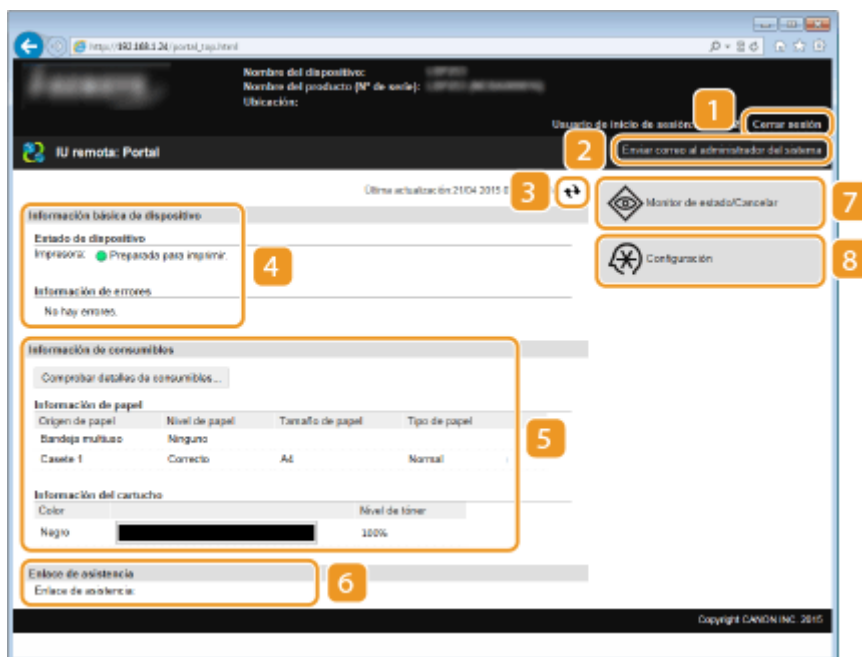 http://192.168.1.24/portal_top.html
Nombre del dispositivo:
Nombre del producto (Nº de serie):
Ubicación:
1
Usuario de inicio de sesión:
Cerrar sesión
IU remota: Portal
2
Enviar correo al administrador del sistema
Última actualización:21/04 2015
3
7
Monitor de estado/Cancelar
Información básica de dispositivo
Estado de dispositivo
Impresora: Preparada para imprimir.
4
8
Configuración
Información de errores
No hay errores.
Información de consumibles
Comprobar detalles de consumibles...
Información de papel
Origen de papel Nivel de papel Tamaño de papel Tipo de papel
Bandeja multiuso Ninguno
5
Casete 1 Correcto A4 Normal
Información del cartucho
Color Nivel de tóner
Negro 100%
Enlace de asistencia
6
Enlace de asistencia:
Copyright CANON INC. 2015